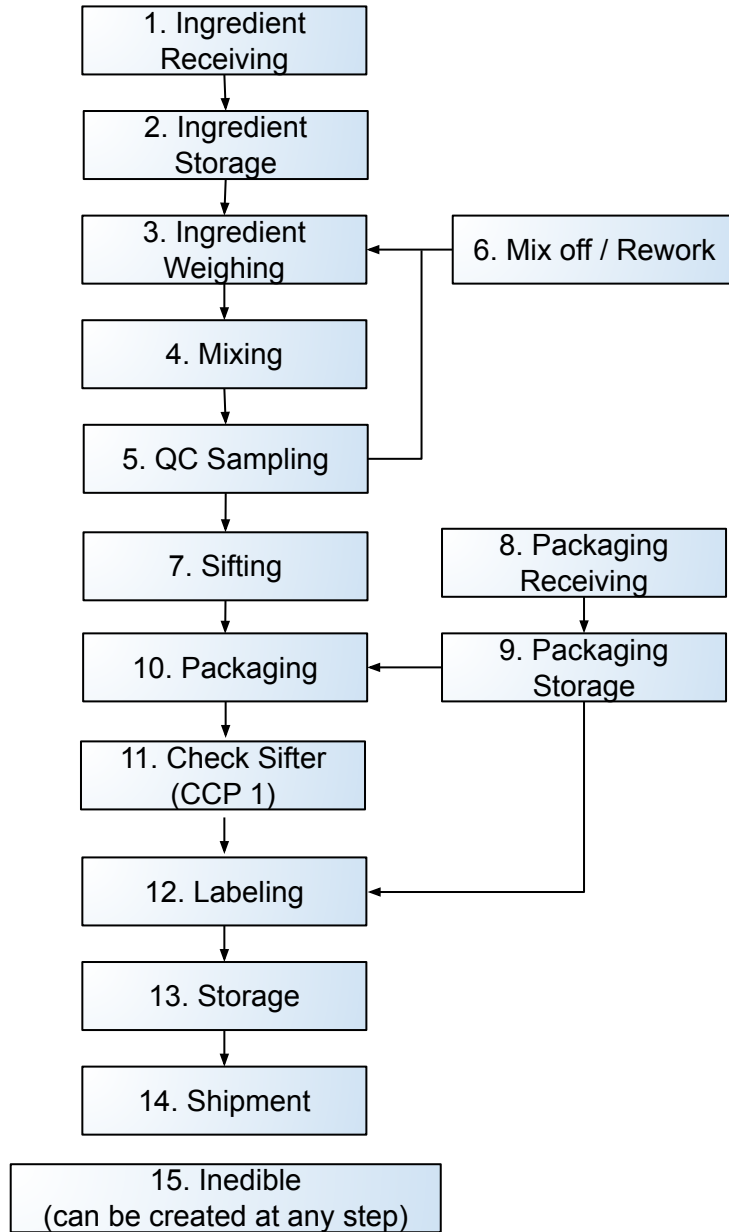 1. Ingredient
Receiving
2. Ingredient
Storage
3. Ingredient
Weighing
6. Mix off / Rework
4. Mixing
5. QC Sampling
7. Sifting
8. Packaging
Receiving
10. Packaging
9. Packaging
Storage
11. Check Sifter
(CCP 1)
12. Labeling
13. Storage
14. Shipment
15. Inedible
(can be created at any step)